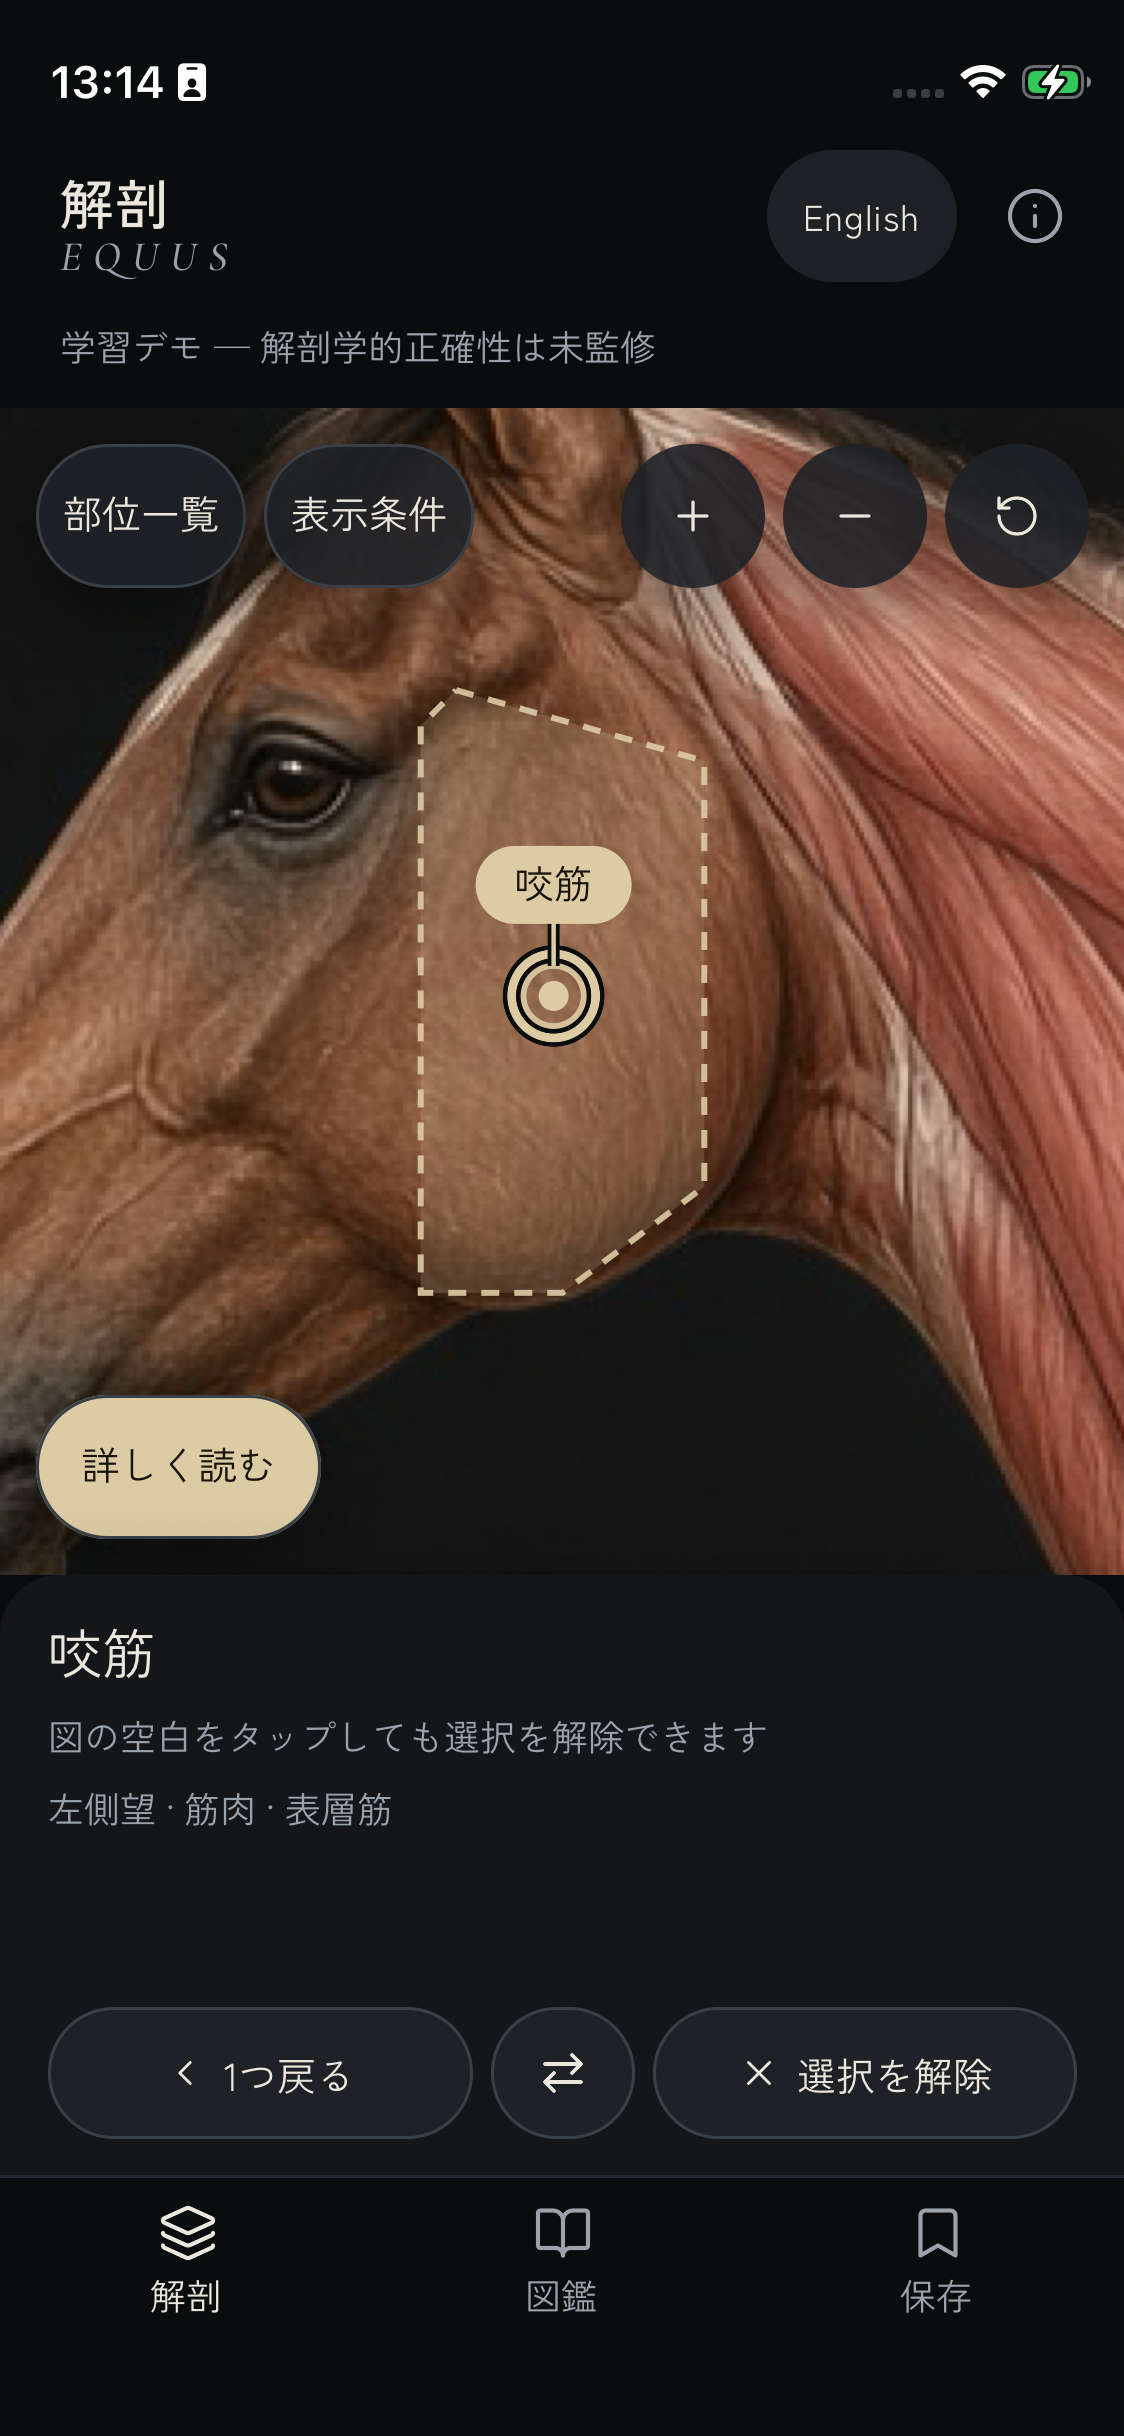 13:14
解剖
EQUUS
English
学習デモ — 解剖学的正確性は未監修
部位一覧
表示条件
咬筋
詳しく読む
咬筋
図の空白をタップしても選択を解除できます
左側望・筋肉・表層筋
1つ戻る
選択を解除
解剖
図鑑
保存